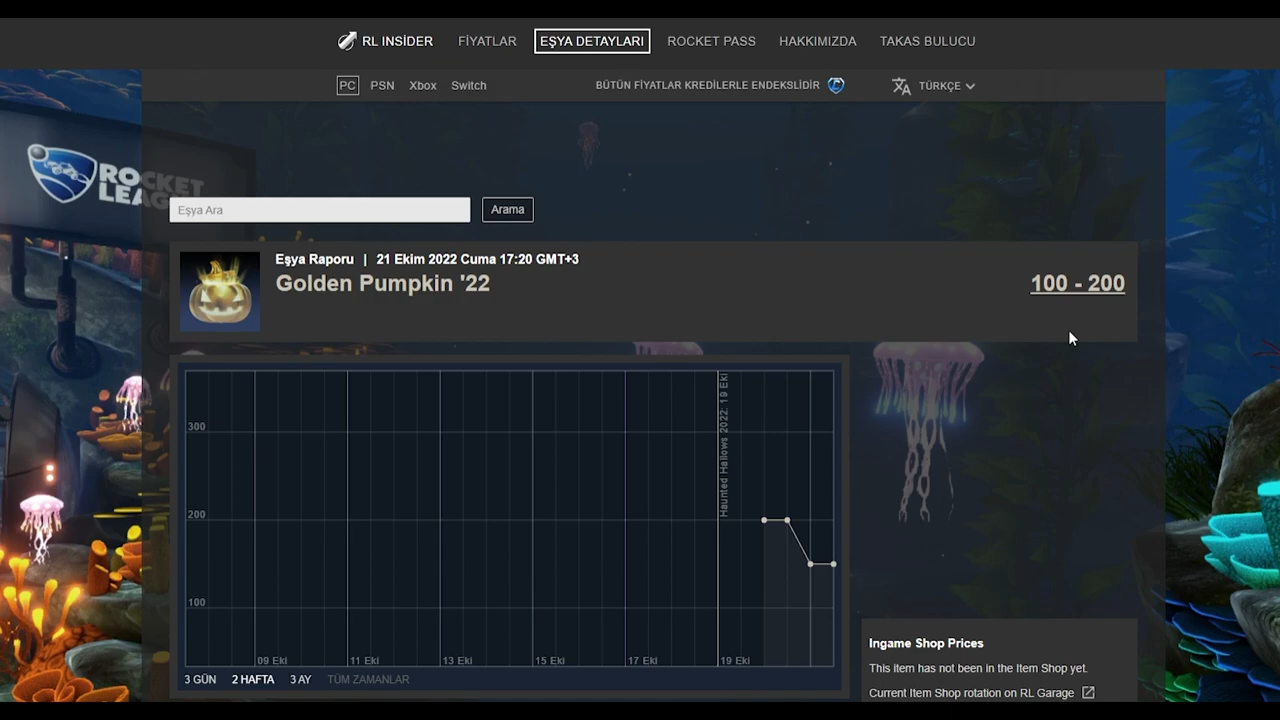 RL INSİDER FİYATLAR EŞYA DETAYLARI ROCKET PASS HAKKIMIZDA TAKAS BULUCU
PC PSN Xbox Switch BÜTÜN FİYATLAR KREDİLERLE ENDEKSLİDİR TÜRKÇE
ROCKET
LEAGUE
Eşya Ara Arama
Eşya Raporu | 21 Ekim 2022 Cuma 17:20 GMT+3
Golden Pumpkin '22 100 - 200
Haunted Hallows 2022: 19 Eki
300
200
100
09 Eki 11 Eki 13 Eki 15 Eki 17 Eki 19 Eki
3 GÜN 2 HAFTA 3 AY TÜM ZAMANLAR
Ingame Shop Prices
This item has not been in the Item Shop yet.
Current Item Shop rotation on RL Garage